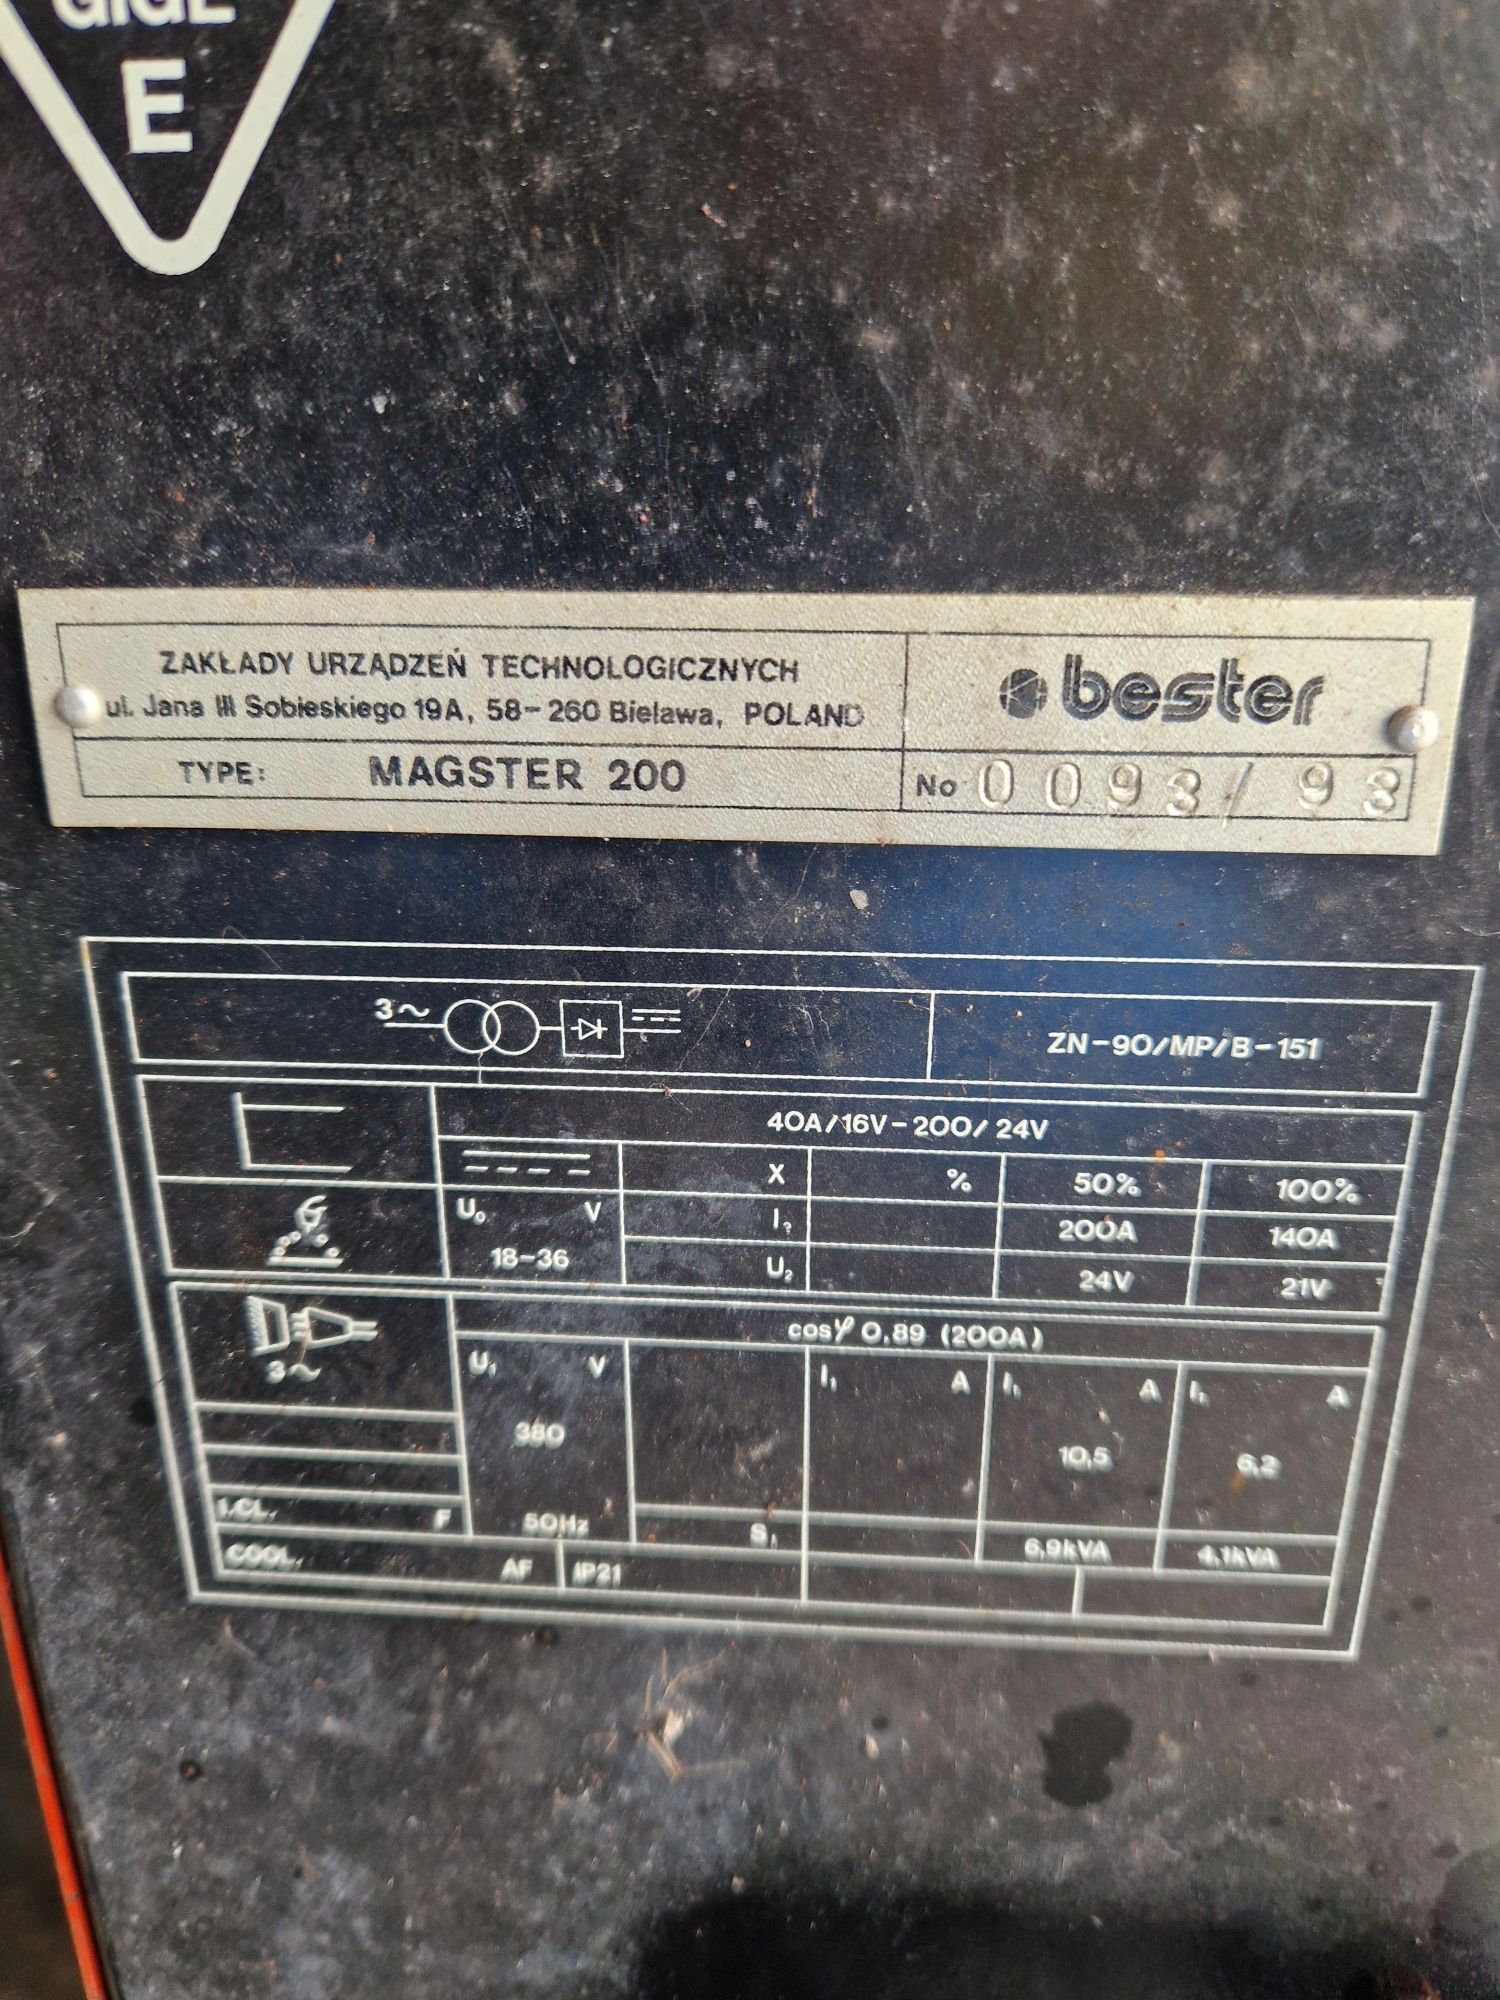 GIGE
E
ZAKŁADY URZĄDZEŃ TECHNOLOGICZNYCH
ul. Jana III Sobieskiego 19A, 58-260 Bielawa, POLAND
bester
TYPE: MAGSTER 200
No 0093/93
3~
ZN-90/MP/B-151
40A/16V-200/24V
X % 50% 100%
U₀ V
I₂ 200A 140A
18-36
U₂ 24V 21V
3~
cosφ 0,89 (200A)
U₁ V I₁ A I₁ A I₁ A
380 10,5 6,2
I.CL. F 50Hz S₁ 6,9kVA 4,1kVA
COOL. AF IP21